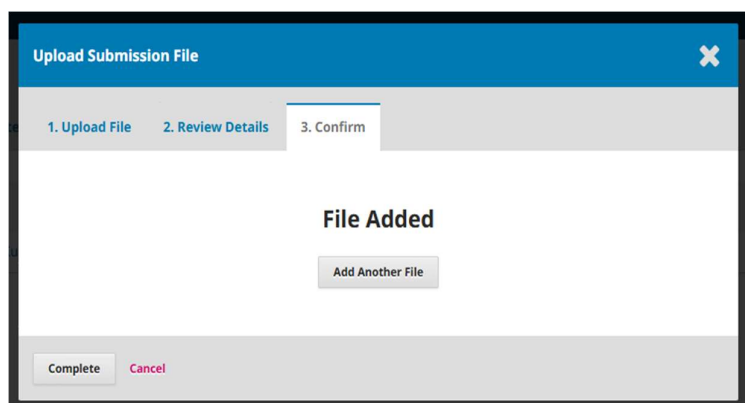 Upload Submission File
1. Upload File 2. Review Details 3. Confirm
File Added
Add Another File
Complete Cancel